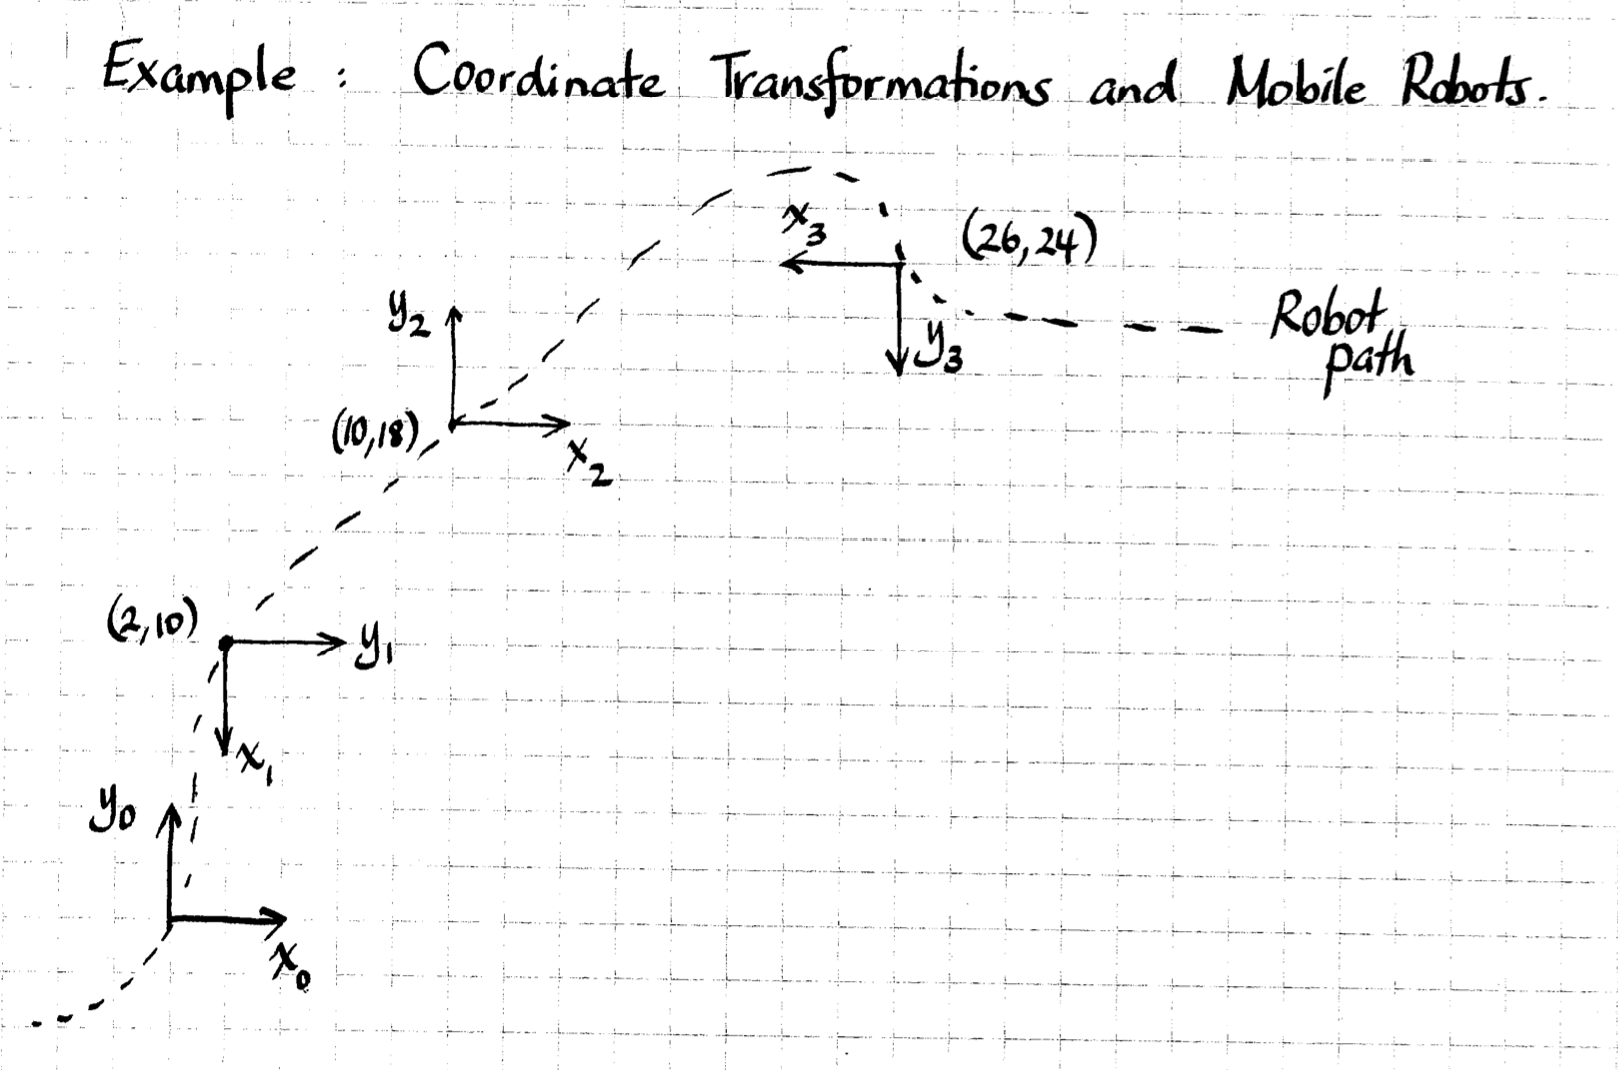 Example : Coordinate Transformations and Mobile Robots.
x₃
(26,24)
y₂
Robot
path
y₃
(10,18)
x₂
(2,10)
y₁
x₁
y₀
x₀